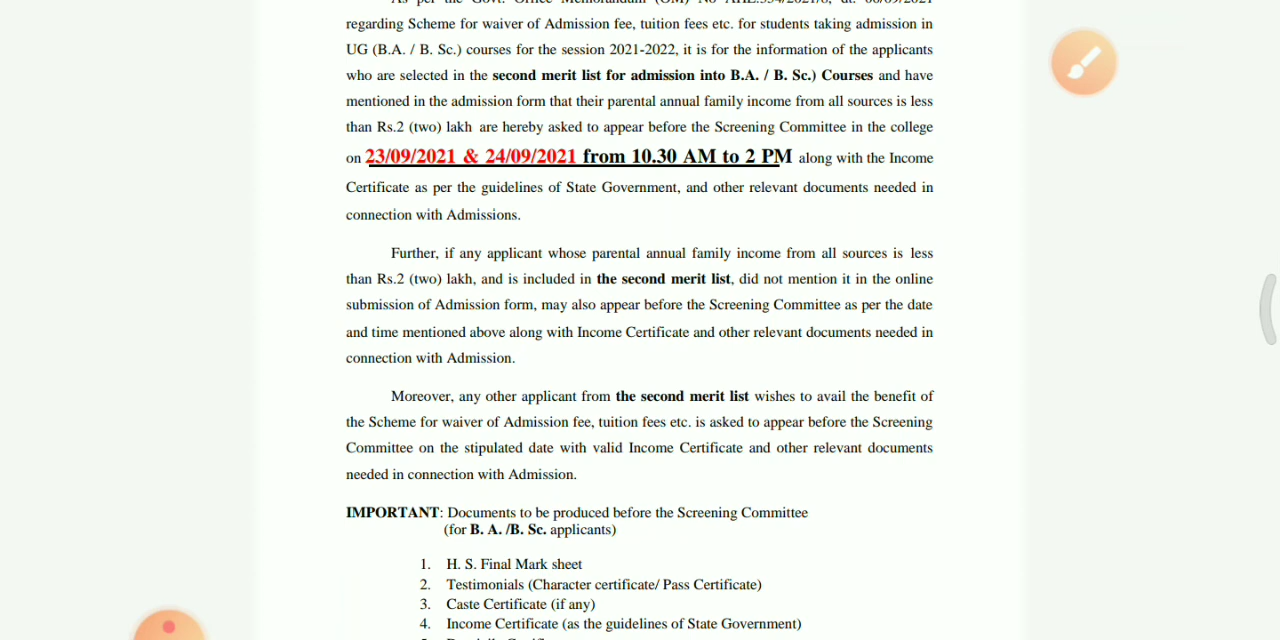 regarding Scheme for waiver of Admission fee, tuition fees etc. for students taking admission in
UG (B.A. / B. Sc.) courses for the session 2021-2022, it is for the information of the applicants
who are selected in the second merit list for admission into B.A. / B. Sc.) Courses and have
mentioned in the admission form that their parental annual family income from all sources is less
than Rs.2 (two) lakh are hereby asked to appear before the Screening Committee in the college
on 23/09/2021 & 24/09/2021 from 10.30 AM to 2 PM along with the Income
Certificate as per the guidelines of State Government, and other relevant documents needed in
connection with Admissions.
Further, if any applicant whose parental annual family income from all sources is less
than Rs.2 (two) lakh, and is included in the second merit list, did not mention it in the online
submission of Admission form, may also appear before the Screening Committee as per the date
and time mentioned above along with Income Certificate and other relevant documents needed in
connection with Admission.
Moreover, any other applicant from the second merit list wishes to avail the benefit of
the Scheme for waiver of Admission fee, tuition fees etc. is asked to appear before the Screening
Committee on the stipulated date with valid Income Certificate and other relevant documents
needed in connection with Admission.
IMPORTANT: Documents to be produced before the Screening Committee
(for B. A. /B. Sc. applicants)
1. H. S. Final Mark sheet
2. Testimonials (Character certificate/ Pass Certificate)
3. Caste Certificate (if any)
4. Income Certificate (as the guidelines of State Government)